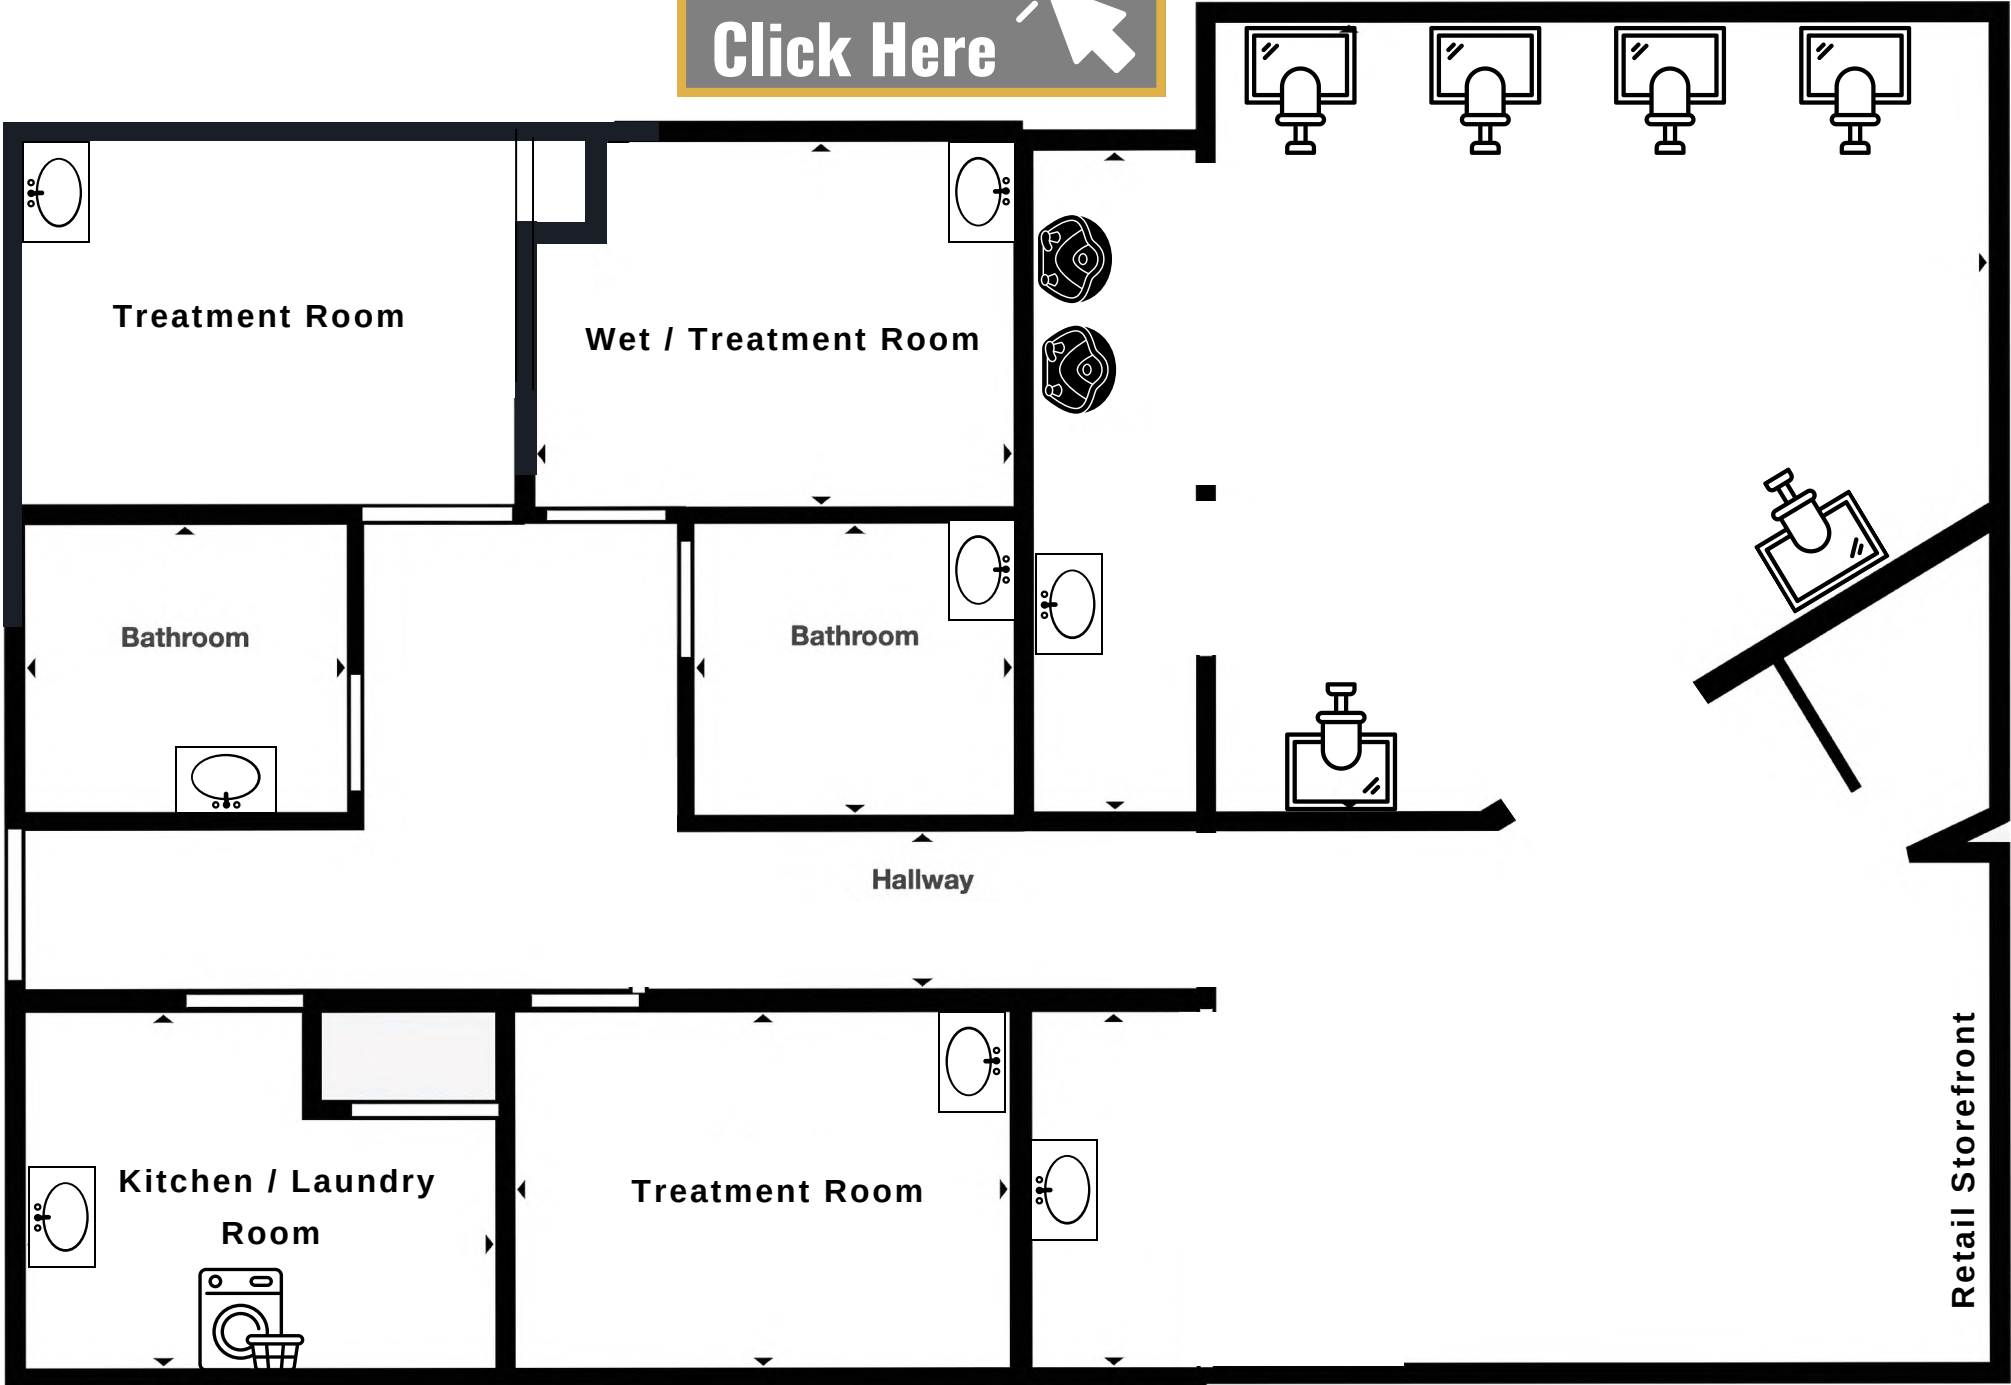 Click Here
Treatment Room
Wet / Treatment Room
Bathroom
Bathroom
Hallway
Kitchen / Laundry
Room
Treatment Room
Retail Storefront